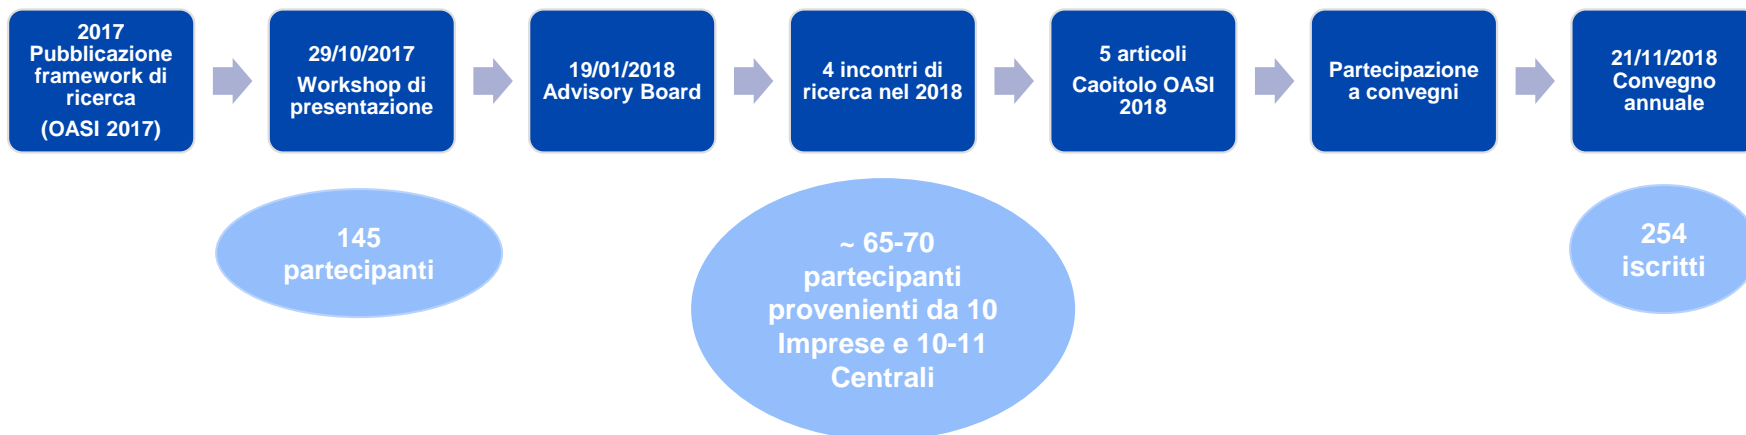 2017
Pubblicazione
framework di
ricerca
(OASI 2017)
29/10/2017
Workshop di
presentazione
19/01/2018
Advisory Board
4 incontri di
ricerca nel 2018
5 articoli
Caoitolo OASI
2018
Partecipazione
a convegni
21/11/2018
Convegno
annuale
145
partecipanti
~ 65-70
partecipanti
provenienti da 10
Imprese e 10-11
Centrali
254
iscritti